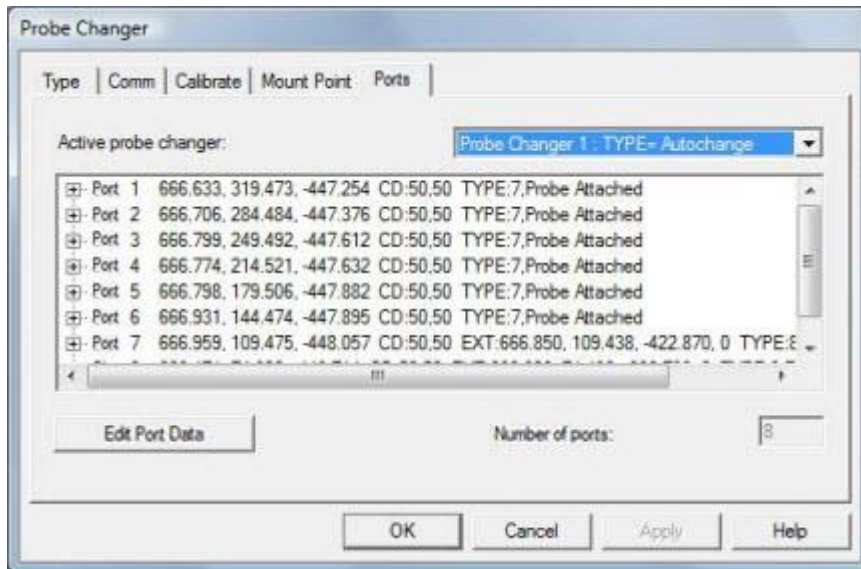 Probe Changer
Type Comm Calibrate Mount Point Ports
Active probe changer: Probe Changer 1 : TYPE= Autochange
Port 1 666.633, 319.473, -447.254 CD:50,50 TYPE:7,Probe Attached
Port 2 666.706, 284.484, -447.376 CD:50,50 TYPE:7,Probe Attached
Port 3 666.799, 249.492, -447.612 CD:50,50 TYPE:7,Probe Attached
Port 4 666.774, 214.521, -447.632 CD:50,50 TYPE:7,Probe Attached
Port 5 666.798, 179.506, -447.882 CD:50,50 TYPE:7,Probe Attached
Port 6 666.931, 144.474, -447.895 CD:50,50 TYPE:7,Probe Attached
Port 7 666.959, 109.475, -448.057 CD:50,50 EXT:666.850, 109.438, -422.870, 0 TYPE:8
Edit Port Data Number of ports: 8
OK Cancel Apply Help